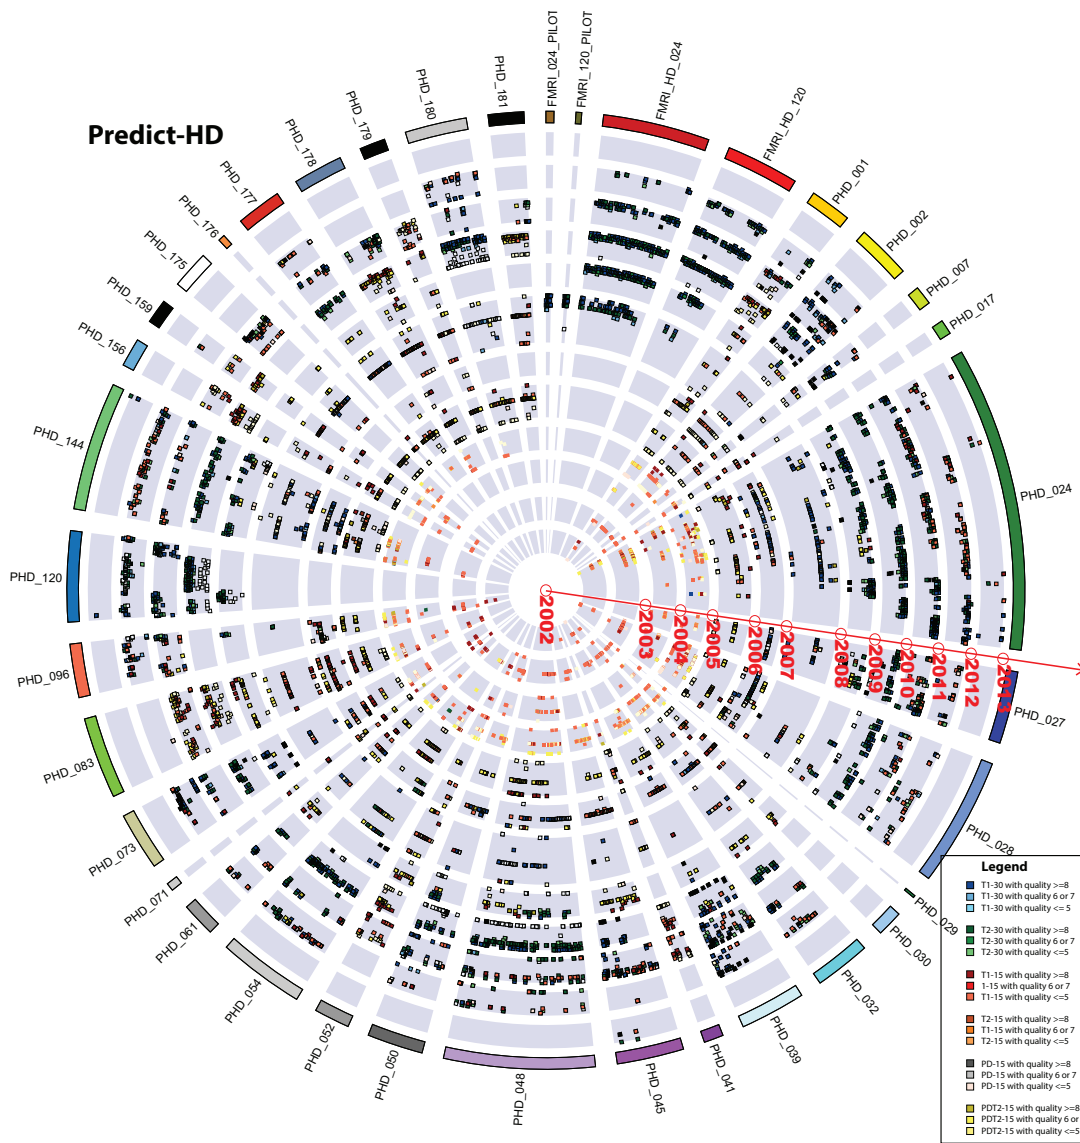 Predict-HD
FMRI_024_PILOT
FMRI_120_PILOT
FMRI_HD_024
FMRI_HD_120
PHD_001
PHD_002
PHD_007
PHD_017
PHD_024
PHD_027
PHD_028
PHD_029
PHD_030
PHD_032
PHD_039
PHD_041
PHD_045
PHD_048
PHD_050
PHD_052
PHD_054
PHD_061
PHD_071
PHD_073
PHD_083
PHD_096
PHD_120
PHD_144
PHD_156
PHD_159
PHD_175
PHD_176
PHD_177
PHD_178
PHD_179
PHD_180
PHD_181
2002
2003
2004
2005
2006
2007
2008
2009
2010
2011
2012
2013
Legend
T1-30 with quality >=8
T1-30 with quality 6 or 7
T1-30 with quality <= 5
T2-30 with quality >=8
T2-30 with quality 6 or 7
T2-30 with quality <=5
T1-15 with quality >=8
1-15 with quality 6 or 7
T1-15 with quality <=5
T2-15 with quality >=8
T1-15 with quality 6 or 7
T2-15 with quality <=5
PD-15 with quality >=8
PD-15 with quality 6 or 7
PD-15 with quality <=5
PDT2-15 with quality >=8
PDT2-15 with quality 6 or
PDT2-15 with quality <=5